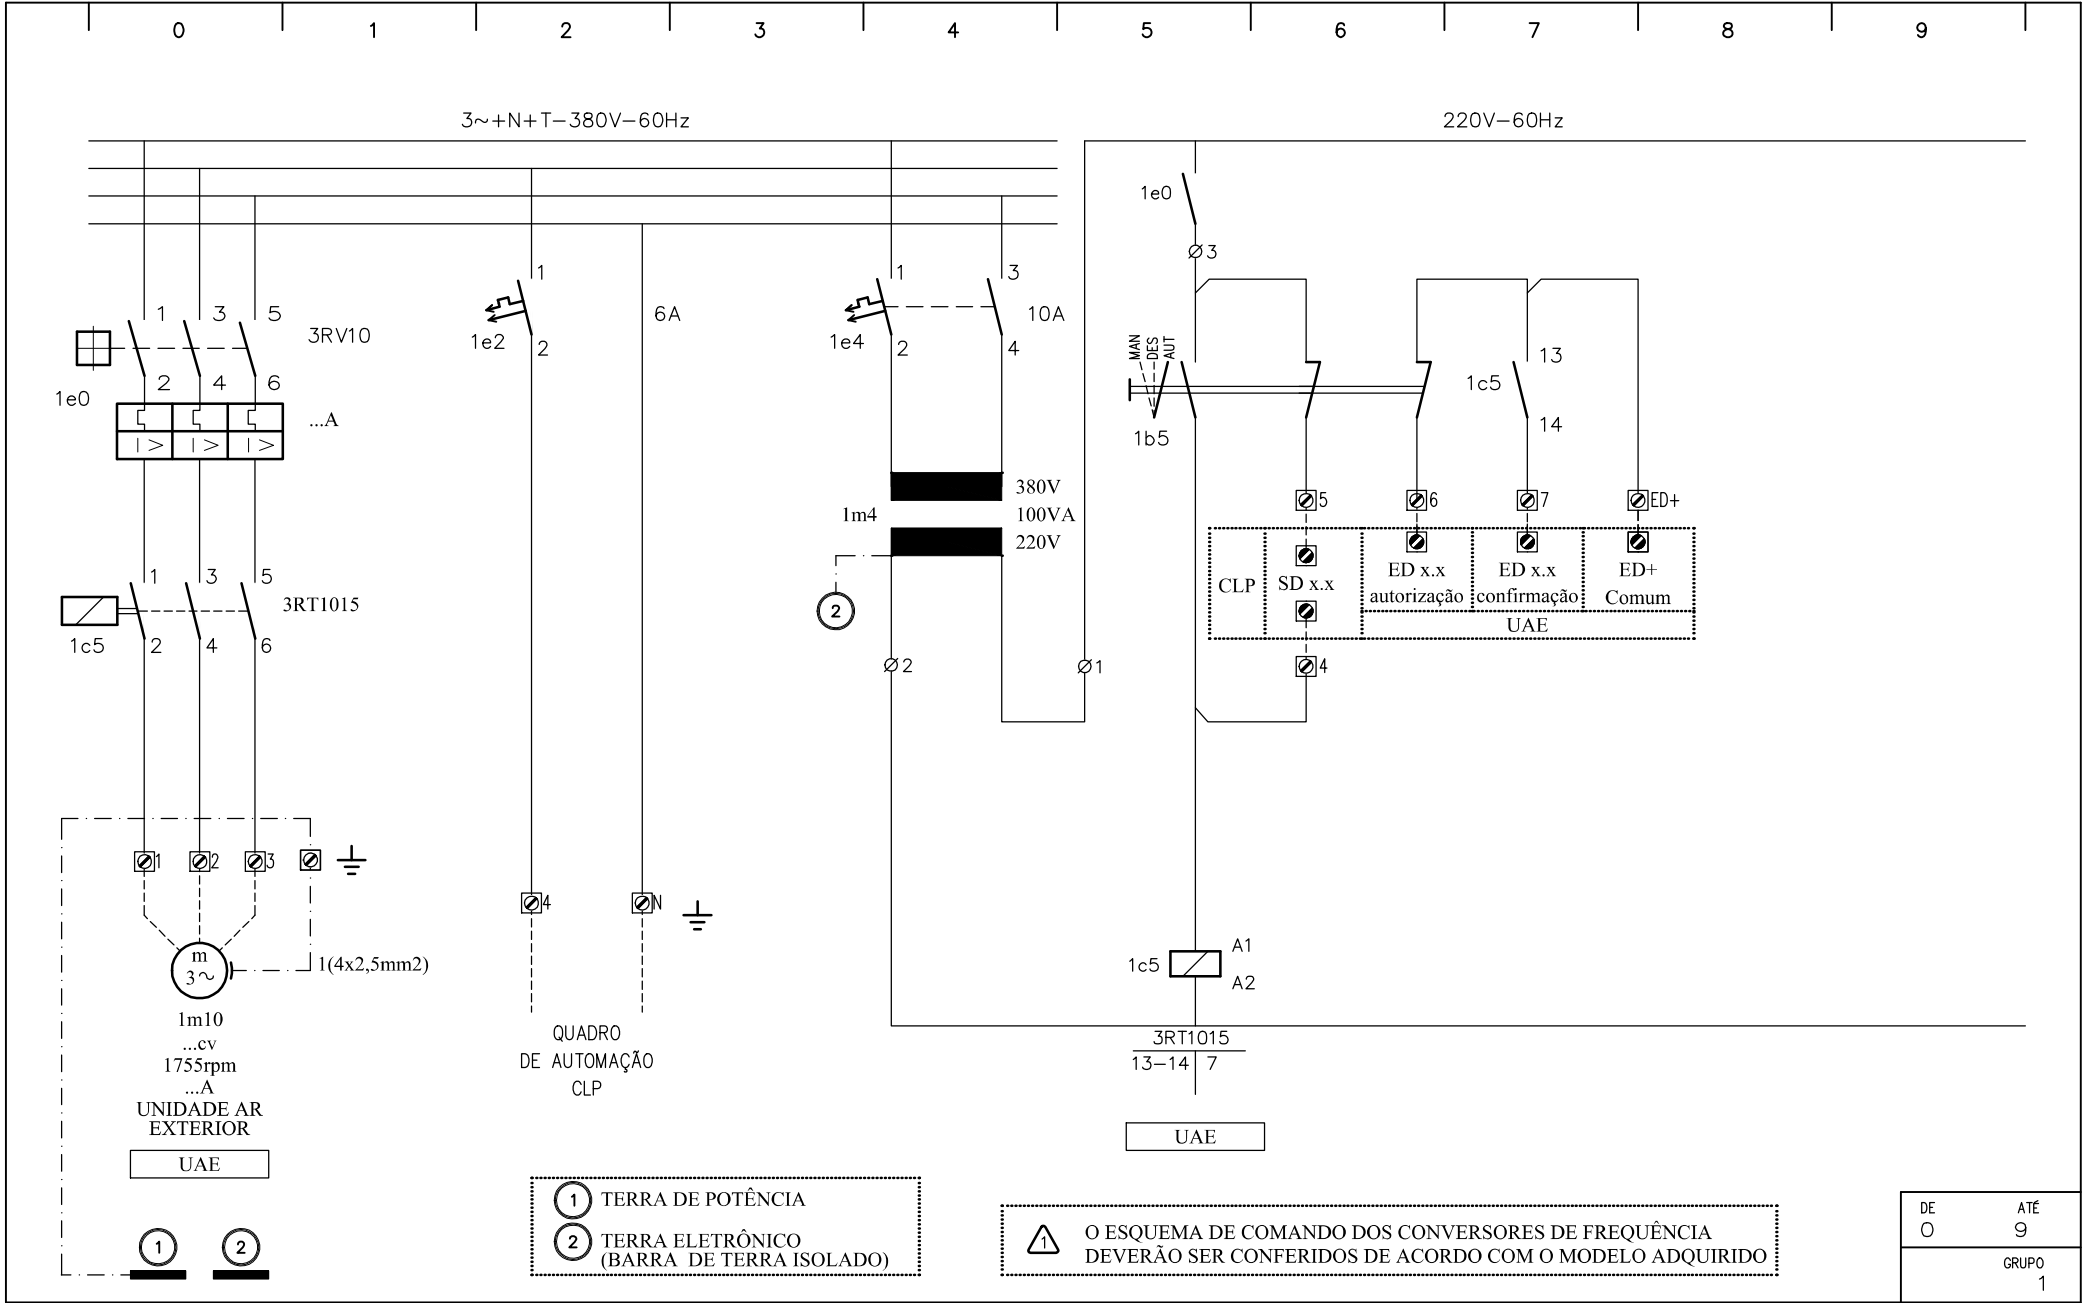 0 1 2 3 4 5 6 7 8 9
3~+N+T-380V-60Hz
220V-60Hz
1e0
3
1 3 5
3RV10
2 4 6
1e0
...A
I> I> I>
1 3 5
3RT1015
1c5
2 4 6
1 2 3
m
3~
1(4x2,5mm2)
1m10
...cv
1755rpm
...A
UNIDADE AR
EXTERIOR
UAE
1 2
1
6A
1e2
2
4 N
QUADRO
DE AUTOMAÇÃO
CLP
1 3
10A
1e4
2 4
380V
1m4 100VA
220V
2
2 1
MAN
DES
AUT
1b5
13
1c5
14
5 6 7 ED+
CLP
SD x.x
ED x.x
autorização
ED x.x
confirmação
ED+
Comum
UAE
4
A1
1c5
A2
3RT1015
13-14 7
UAE
1 TERRA DE POTÊNCIA
2 TERRA ELETRÔNICO
(BARRA DE TERRA ISOLADO)
1 O ESQUEMA DE COMANDO DOS CONVERSORES DE FREQUÊNCIA
DEVERÃO SER CONFERIDOS DE ACORDO COM O MODELO ADQUIRIDO
DE ATÉ
0 9
GRUPO
1